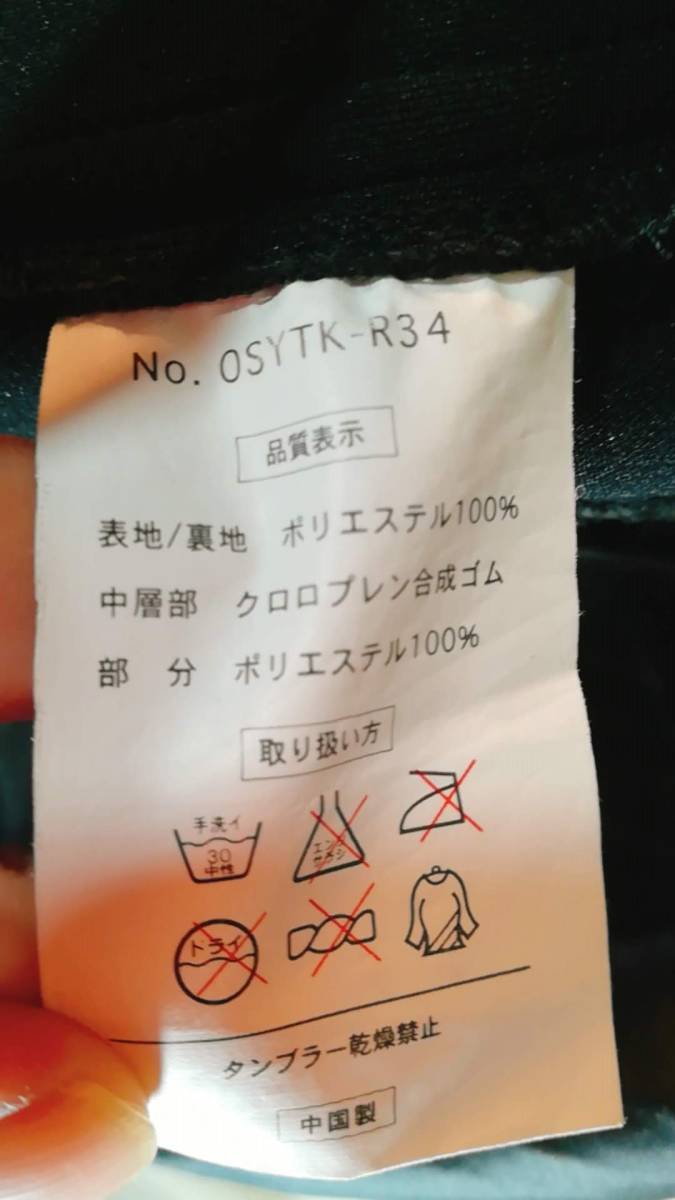 No. OSYTK-R34
品質表示
表地/裏地 ポリエステル100%
中層部 クロロプレン合成ゴム
部 分 ポリエステル100%
取り扱い方
手洗イ
30
中性
エンソ
サラシ
ドライ
タンブラー乾燥禁止
中国製